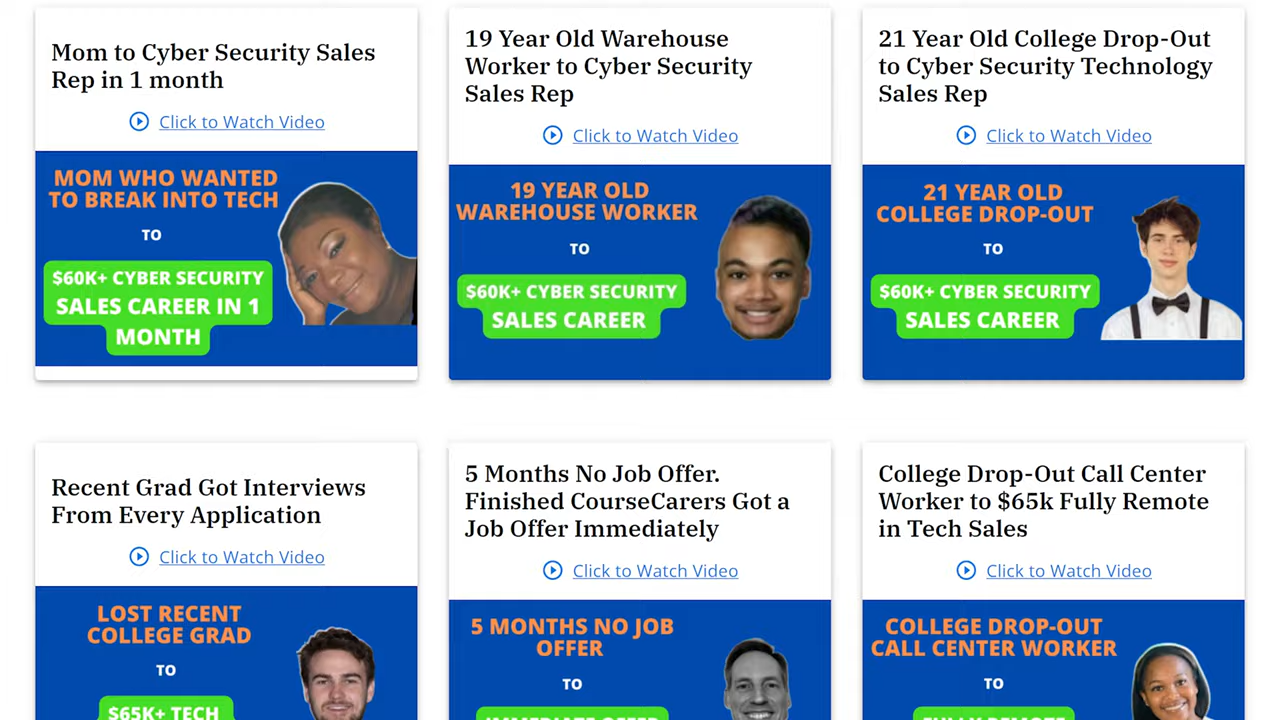 Mom to Cyber Security Sales
Rep in 1 month
Click to Watch Video
MOM WHO WANTED
TO BREAK INTO TECH
TO
$60K+ CYBER SECURITY
SALES CAREER IN 1
MONTH
19 Year Old Warehouse
Worker to Cyber Security
Sales Rep
Click to Watch Video
19 YEAR OLD
WAREHOUSE WORKER
TO
$60K+ CYBER SECURITY
SALES CAREER
21 Year Old College Drop-Out
to Cyber Security Technology
Sales Rep
Click to Watch Video
21 YEAR OLD
COLLEGE DROP-OUT
TO
$60K+ CYBER SECURITY
SALES CAREER
Recent Grad Got Interviews
From Every Application
Click to Watch Video
LOST RECENT
COLLEGE GRAD
TO
$65K+ TECH
5 Months No Job Offer.
Finished CourseCarers Got a
Job Offer Immediately
Click to Watch Video
5 MONTHS NO JOB
OFFER
TO
IMMEDIATE OFFER
College Drop-Out Call Center
Worker to $65k Fully Remote
in Tech Sales
Click to Watch Video
COLLEGE DROP-OUT
CALL CENTER WORKER
TO
FULLY REMOTE